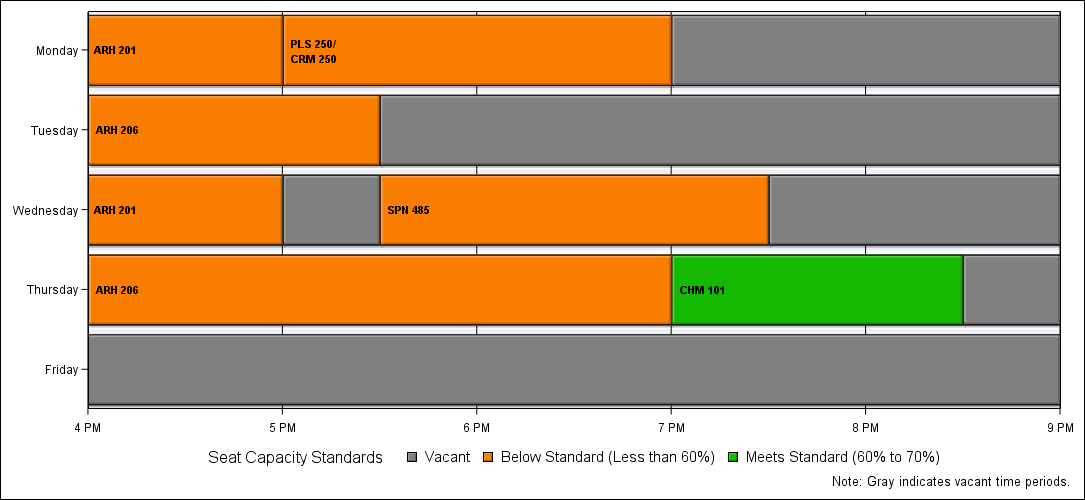 Monday
ARH 201
PLS 250/
CRM 250
Tuesday
ARH 206
Wednesday
ARH 201
SPN 485
Thursday
ARH 206
CHM 101
Friday
4 PM 5 PM 6 PM 7 PM 8 PM 9 PM
Seat Capacity Standards Vacant Below Standard (Less than 60%) Meets Standard (60% to 70%)
Note: Gray indicates vacant time periods.